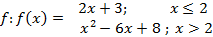 f: f(x) = 2x + 3; x ≤ 2
x² − 6x + 8 ; x > 2